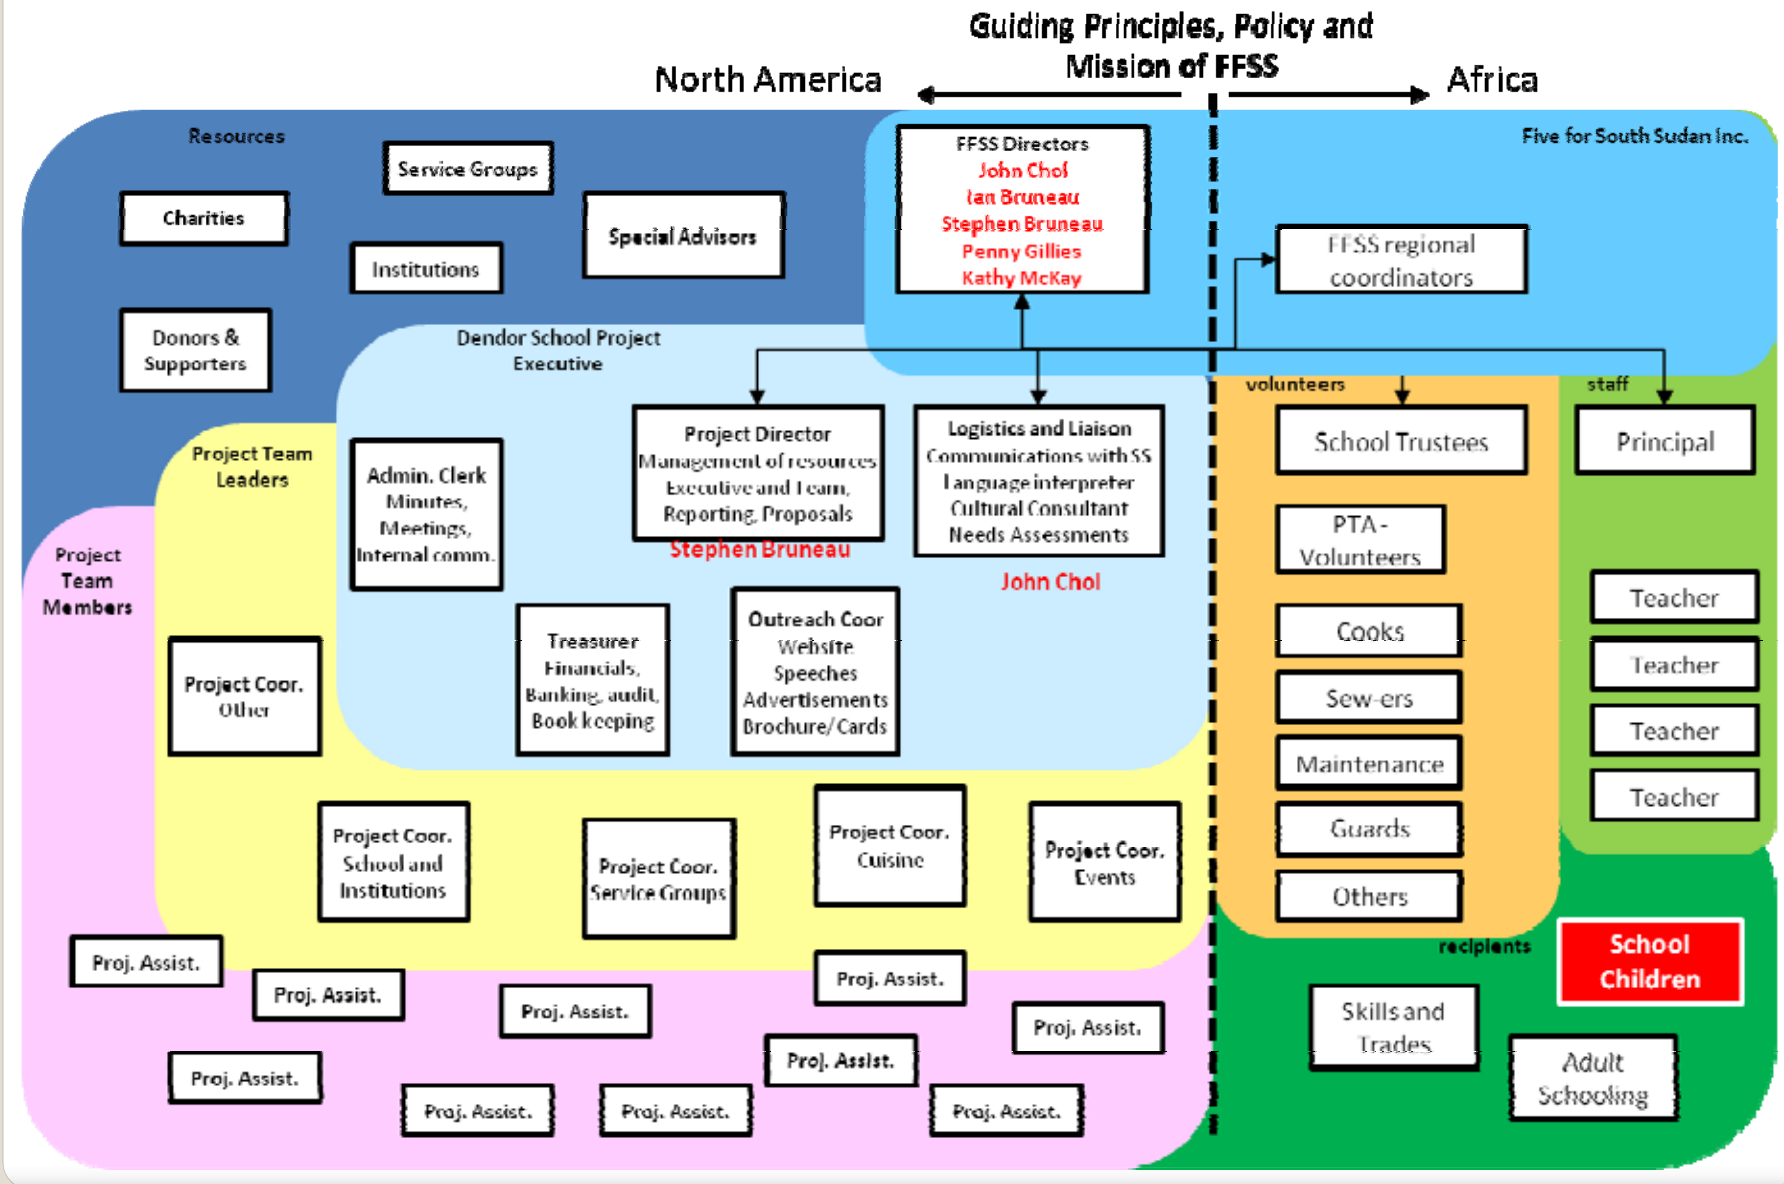 Guiding Principles, Policy and
Mission of FFSS
North America
Africa
Resources
Service Groups
Charities
Special Advisors
Institutions
Donors &
Supporters
FFSS Directors
John Chol
Ian Bruneau
Stephen Bruneau
Penny Gillies
Kathy McKay
Five for South Sudan Inc.
FFSS regional
coordinators
Dendor School Project
Executive
Project Director
Management of resources
Executive and Team,
Reporting, Proposals
Stephen Bruneau
Logistics and Liaison
Communications with SS
Language interpreter
Cultural Consultant
Needs Assessments
John Chol
Admin. Clerk
Minutes,
Meetings,
Internal comm.
Treasurer
Financials,
Banking, audit,
Book keeping
Outreach Coor
Website
Speeches
Advertisements
Brochure/Cards
Project Team
Leaders
Project Coor.
Other
Project Coor.
School and
Institutions
Project Coor.
Service Groups
Project Coor.
Cuisine
Project Coor.
Events
Project
Team
Members
Proj. Assist.
Proj. Assist.
Proj. Assist.
Proj. Assist.
Proj. Assist.
Proj. Assist.
Proj. Assist.
Proj. Assist.
Proj. Assist.
Proj. Assist.
volunteers
School Trustees
PTA -
Volunteers
Cooks
Sew-ers
Maintenance
Guards
Others
staff
Principal
Teacher
Teacher
Teacher
Teacher
recipients
School
Children
Skills and
Trades
Adult
Schooling